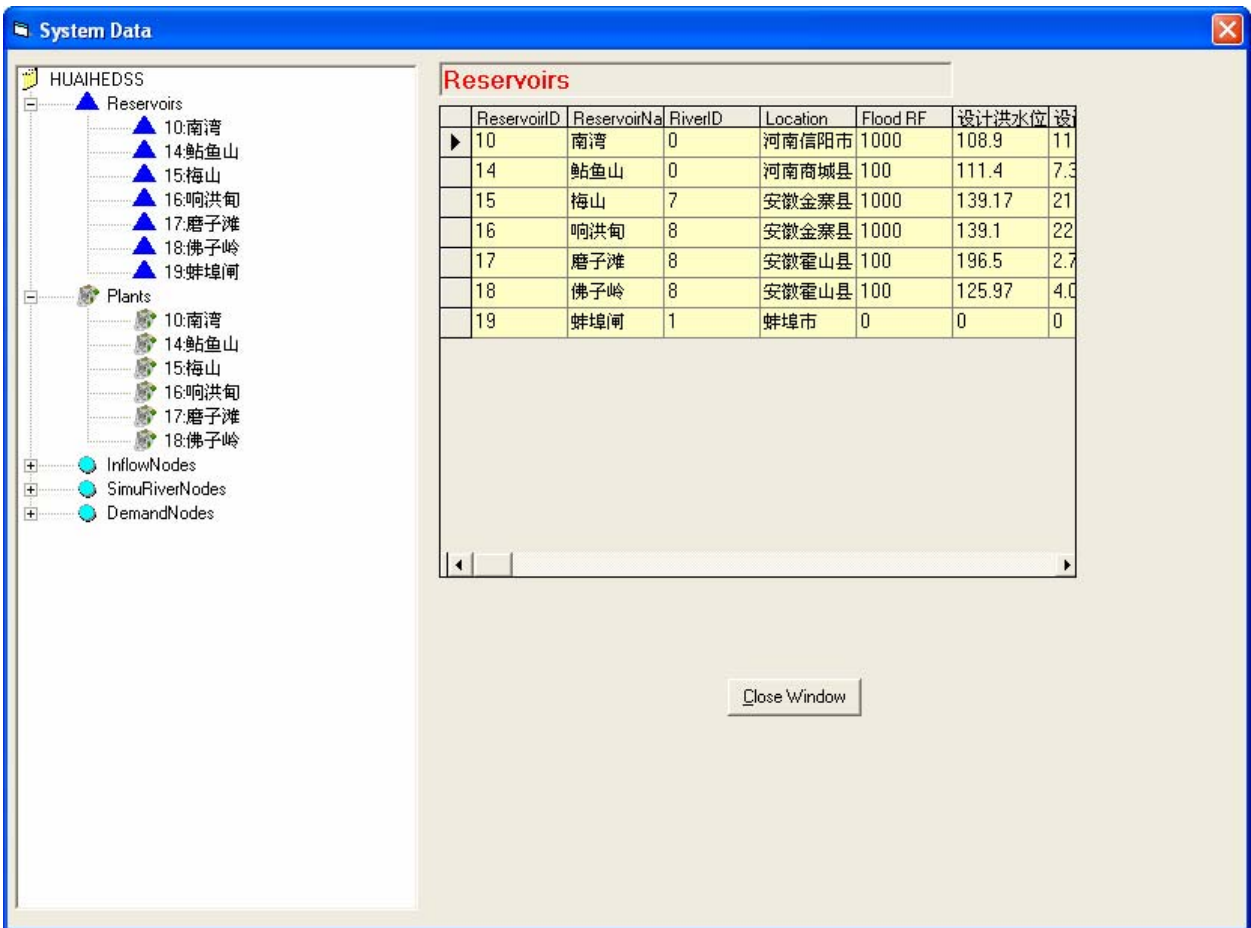 System Data
HUAIHEDSS
Reservoirs
10:南湾
14:鲇鱼山
15:梅山
16:响洪甸
17:磨子滩
18:佛子岭
19:蚌埠闸
Plants
10:南湾
14:鲇鱼山
15:梅山
16:响洪甸
17:磨子滩
18:佛子岭
InflowNodes
SimuRiverNodes
DemandNodes
Reservoirs
ReservoirID ReservoirNa RiverID Location Flood RF 设计洪水位 设
10 南湾 0 河南信阳市 1000 108.9 11
14 鲇鱼山 0 河南商城县 100 111.4 7.3
15 梅山 7 安徽金寨县 1000 139.17 21
16 响洪甸 8 安徽金寨县 1000 139.1 22
17 磨子滩 8 安徽霍山县 100 196.5 2.7
18 佛子岭 8 安徽霍山县 100 125.97 4.0
19 蚌埠闸 1 蚌埠市 0 0 0
Close Window